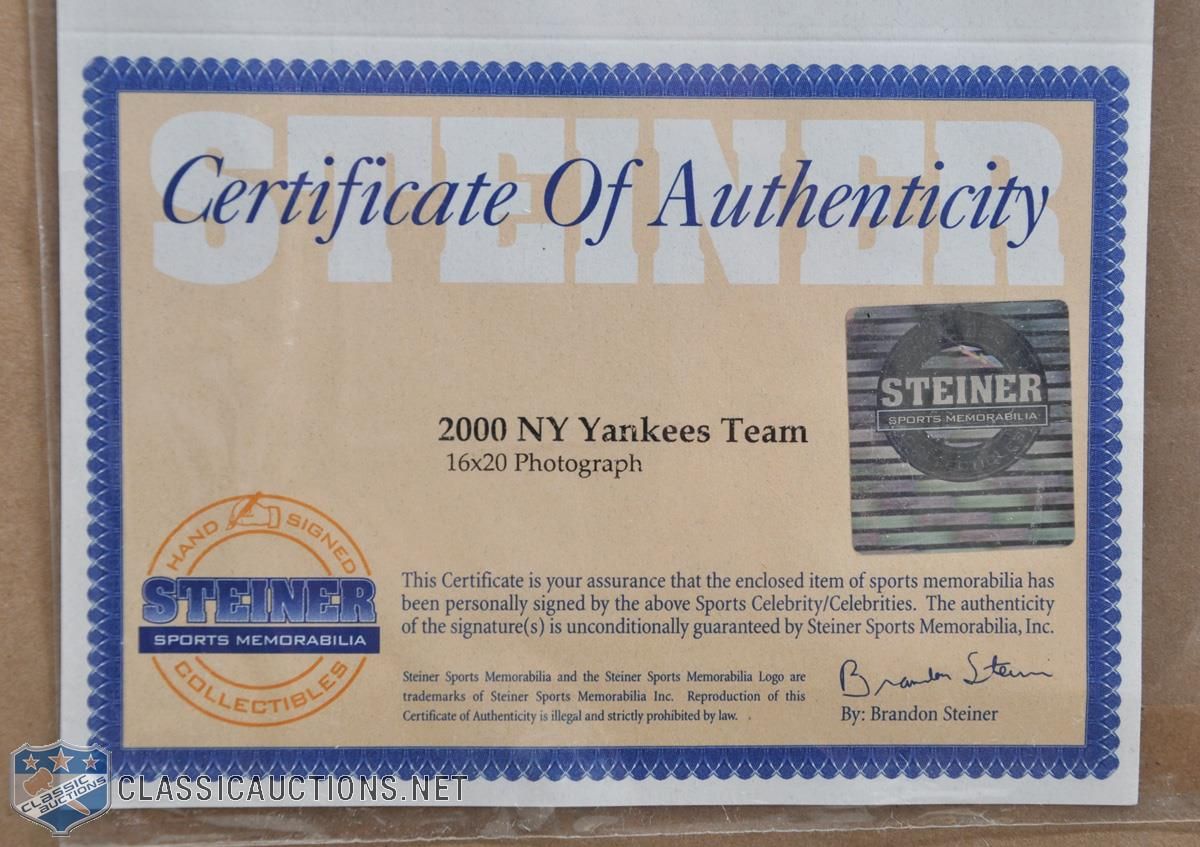 STEINER
Certificate Of Authenticity
STEINER
SPORTS MEMORABILIA
2000 NY Yankees Team
16x20 Photograph
HAND SIGNED
STEINER
SPORTS MEMORABILIA
COLLECTIBLES
This Certificate is your assurance that the enclosed item of sports memorabilia has
been personally signed by the above Sports Celebrity/Celebrities. The authenticity
of the signature(s) is unconditionally guaranteed by Steiner Sports Memorabilia, Inc.
Steiner Sports Memorabilia and the Steiner Sports Memorabilia Logo are
trademarks of Steiner Sports Memorabilia Inc. Reproduction of this
Certificate of Authenticity is illegal and strictly prohibited by law.
Brandon Steiner
By: Brandon Steiner
CLASSIC
AUCTIONS
CLASSICAUCTIONS.NET